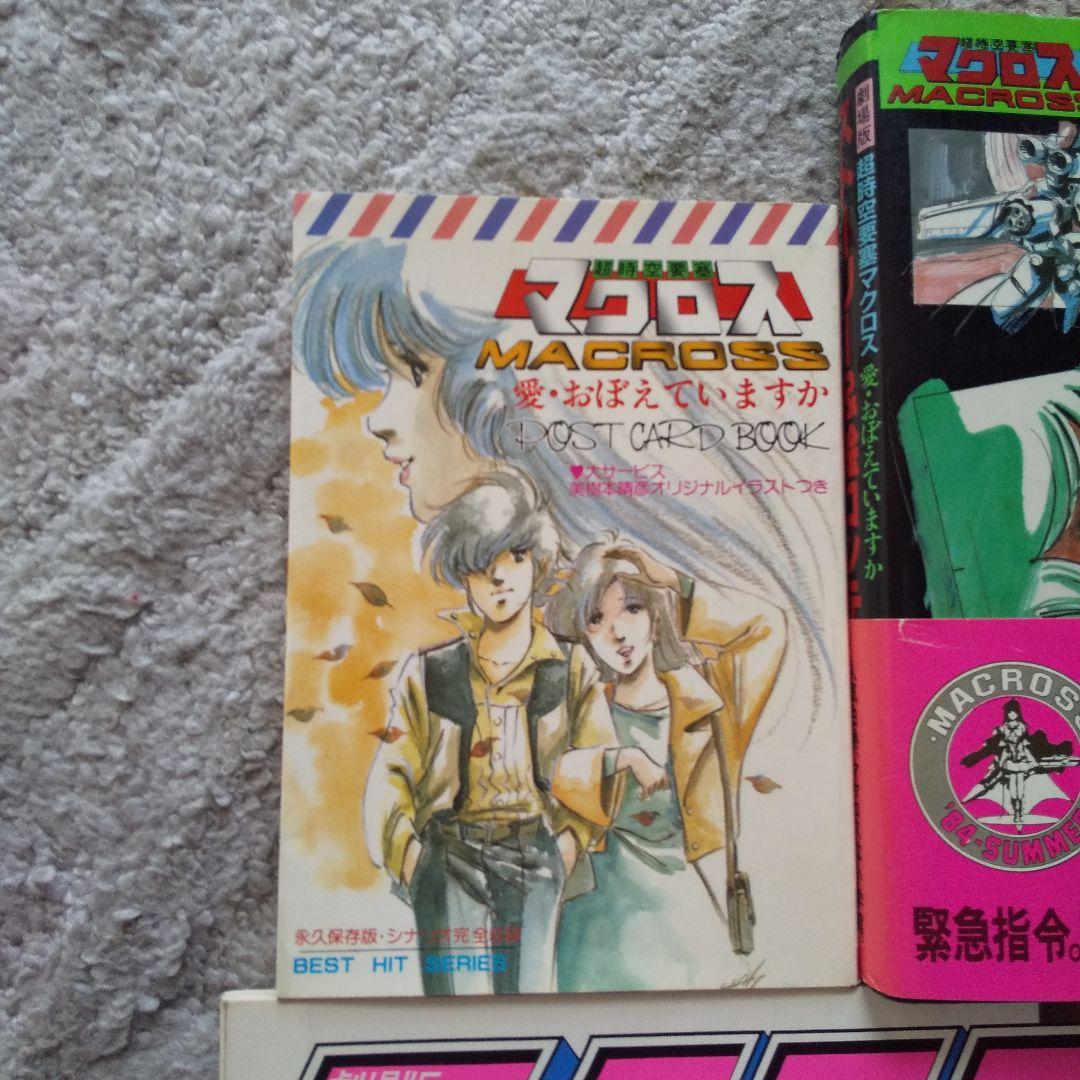 超時空要塞
マクロス
MACROSS
愛・おぼえていますか
POST CARD BOOK
♥大サービス
美樹本晴彦オリジナルイラストつき
永久保存版・シナリオ完全収録
BEST HIT SERIES
劇場版 超時空要塞マクロス 愛・おぼえていますか
超時空要塞
マクロス
MACROSS
・MACROSS
'84-SUMMER
緊急指令。